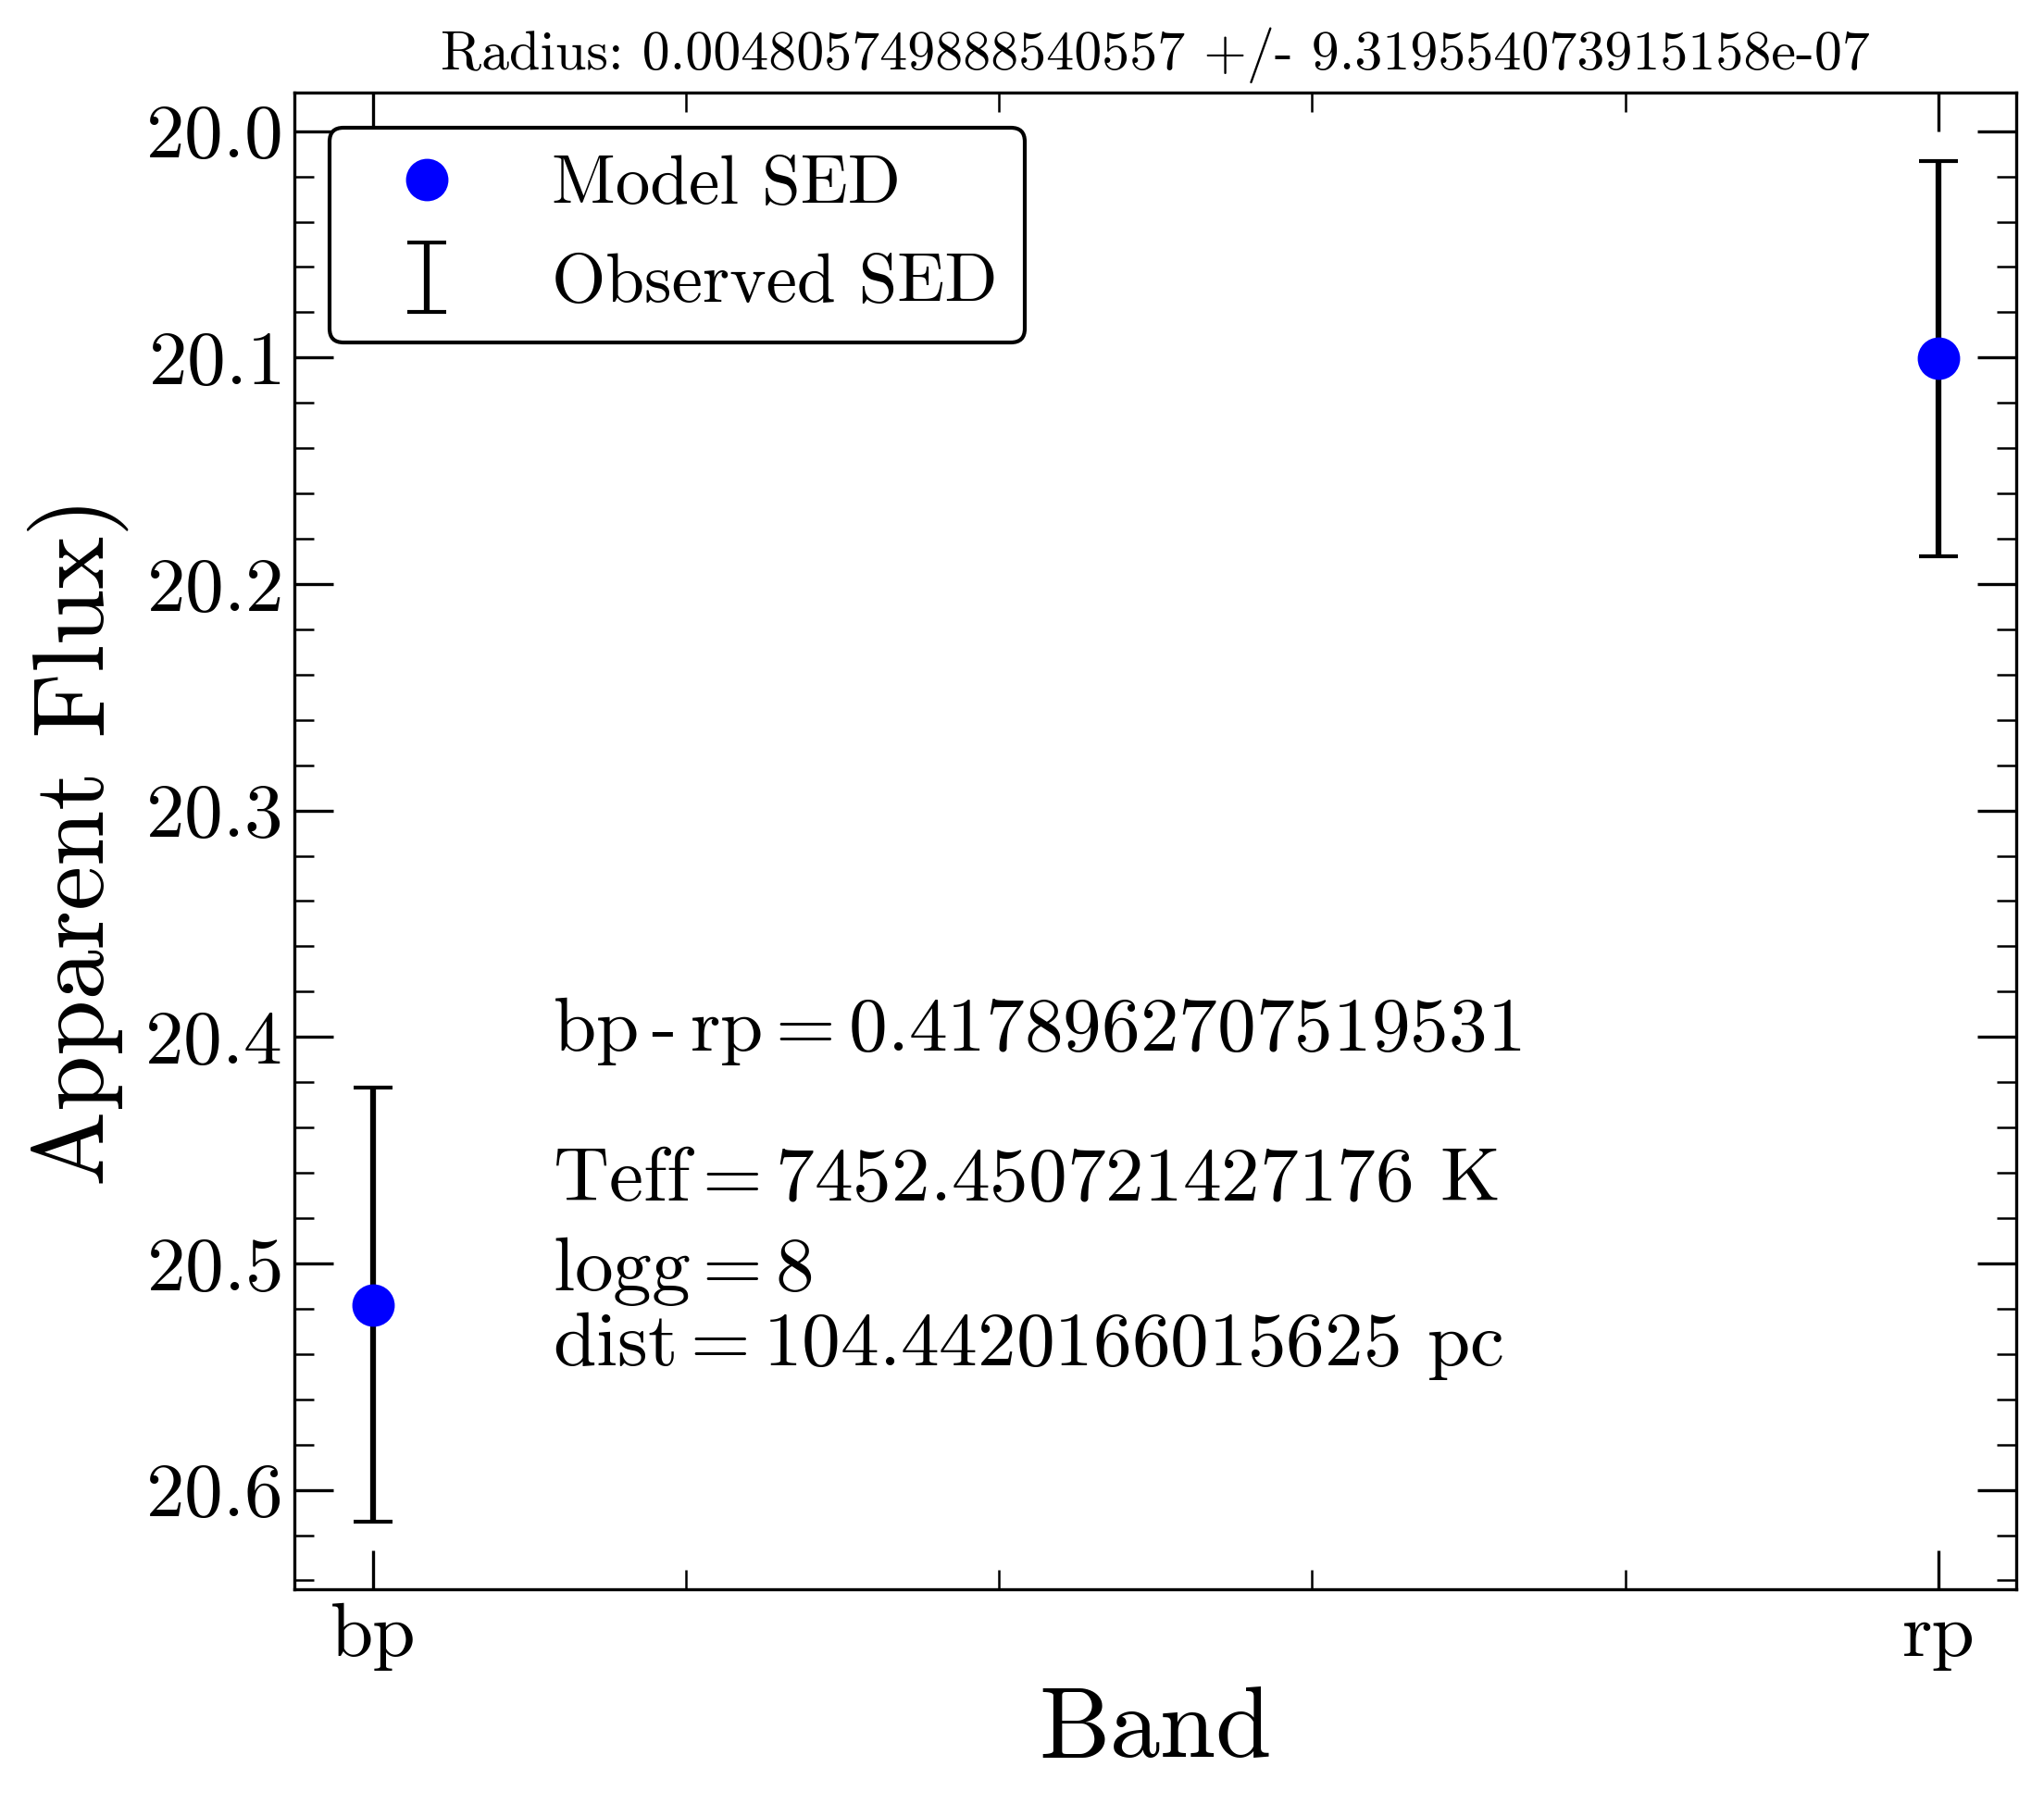 Radius: 0.004805749888540557 +/- 9.319554073915158e-07
Model SED
Observed SED
20.0
20.1
20.2
20.3
20.4
20.5
20.6
Apparent Flux)
bp - rp = 0.4178962707519531
Teff = 7452.450721427176 K
logg = 8
dist = 104.4420166015625 pc
bp
rp
Band